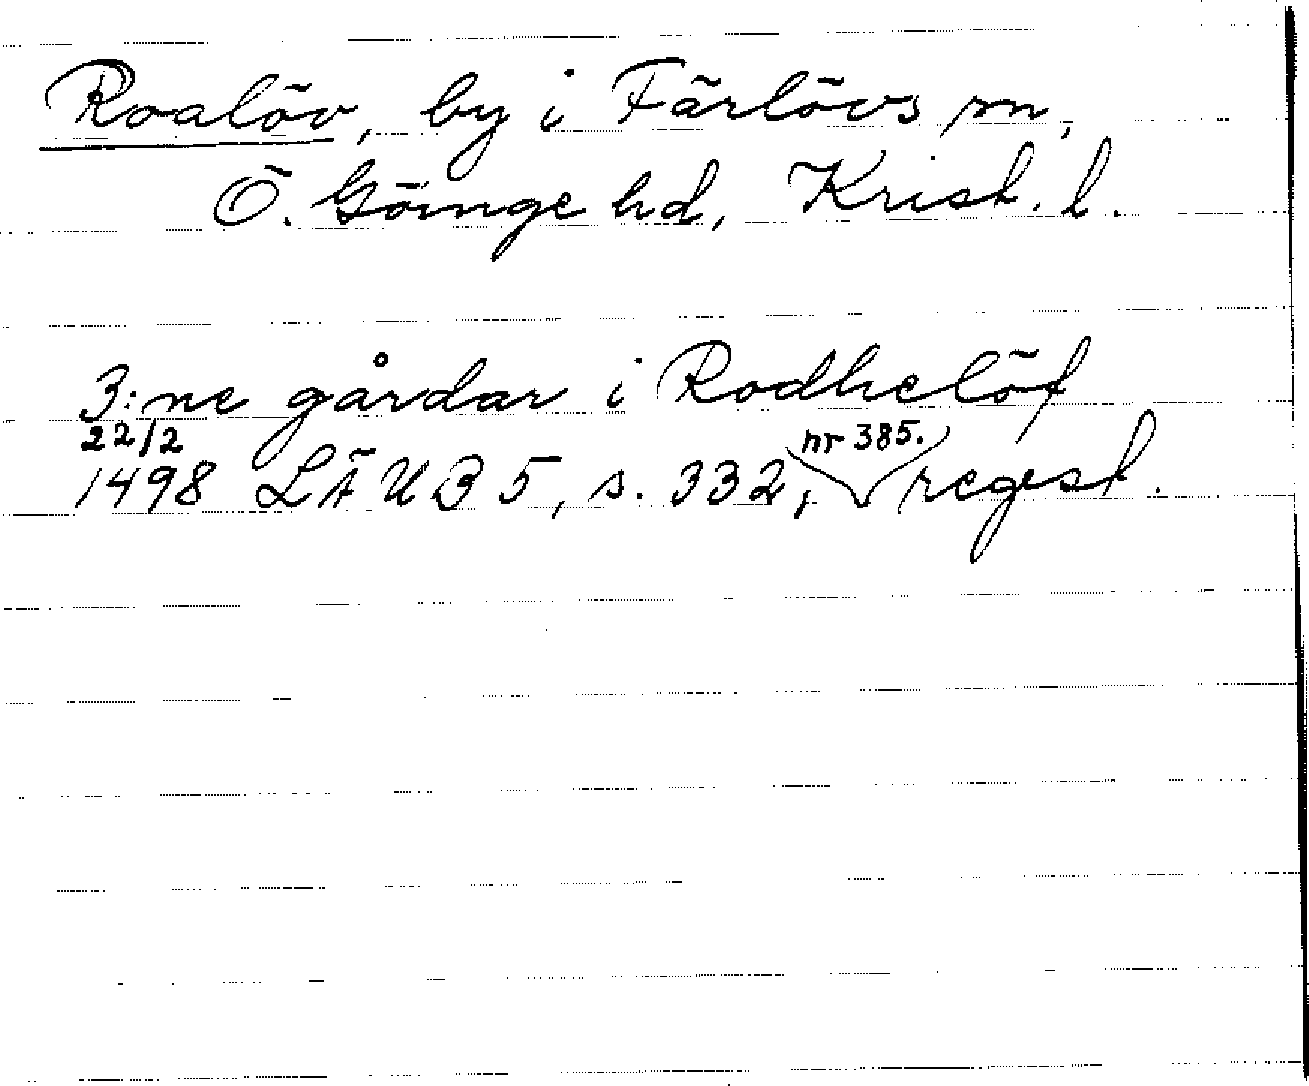 Roalöv, by i Färlövs sn,
Ö. Göinge hd, Krist. l.
3:ne gårdar i Rodhelöf
22/2 nr 385.
1498 LÄUB 5, s. 332, regest.